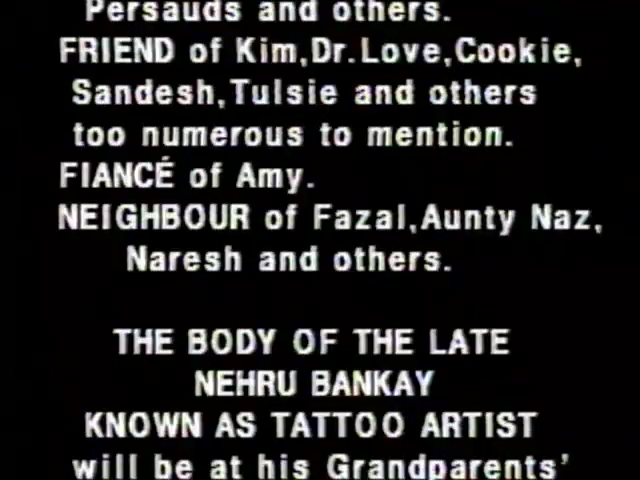 Persauds and others.
FRIEND of Kim,Dr.Love,Cookie,
Sandesh,Tulsie and others
too numerous to mention.
FIANCÉ of Amy.
NEIGHBOUR of Fazal,Aunty Naz,
Naresh and others.
THE BODY OF THE LATE
NEHRU BANKAY
KNOWN AS TATTOO ARTIST
will be at his Grandparents'